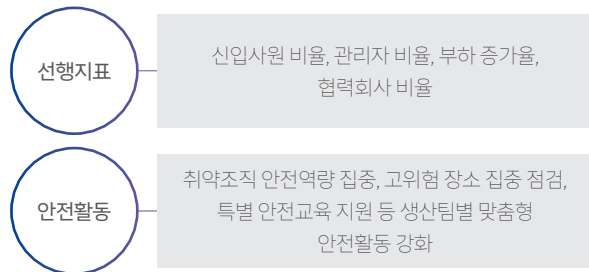 선행지표
신입사원 비율, 관리자 비율, 부하 증가율,
협력회사 비율
안전활동
취약조직 안전역량 집중, 고위험 장소 집중 점검,
특별 안전교육 지원 등 생산팀별 맞춤형
안전활동 강화